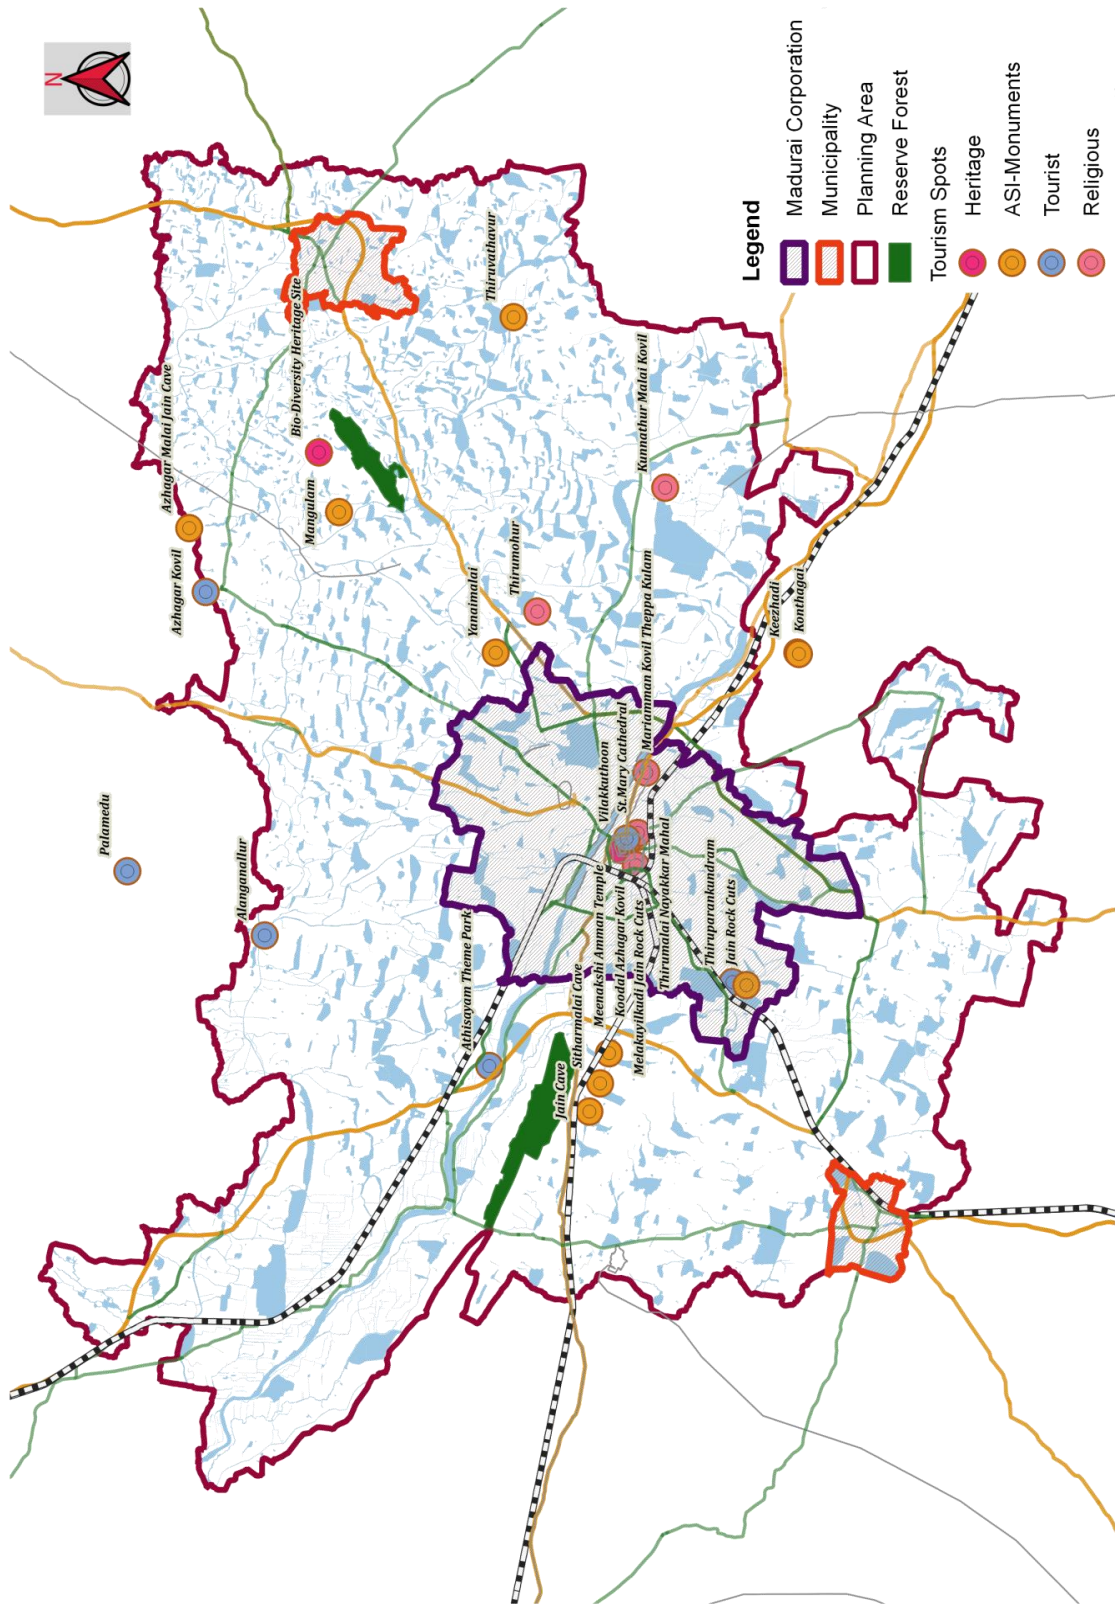 N
Palamedu
Alanganallur
Azhagar Kovil
Azhagar Malai Jain Cave
Mangulam
Bio-Diversity Heritage Site
Thiruvathavur
Yanaimalai
Thirumohur
Kunnathur Malai Kovil
Athisayam Theme Park
Jain Cave
Sitharmalai Cave
Meenakshi Amman Temple
Koodal Azhagar Kovil
Melakuyilkudi Jain Rock Cuts
Thirumalai Nayakkar Mahal
Vilakkuthoon
St.Mary Cathedral
Mariamman Kovil Theppa Kulam
Thiruparankundram
Jain Rock Cuts
Keezhadi
Konthagai
Legend
Madurai Corporation
Municipality
Planning Area
Reserve Forest
Tourism Spots
Heritage
ASI-Monuments
Tourist
Religious